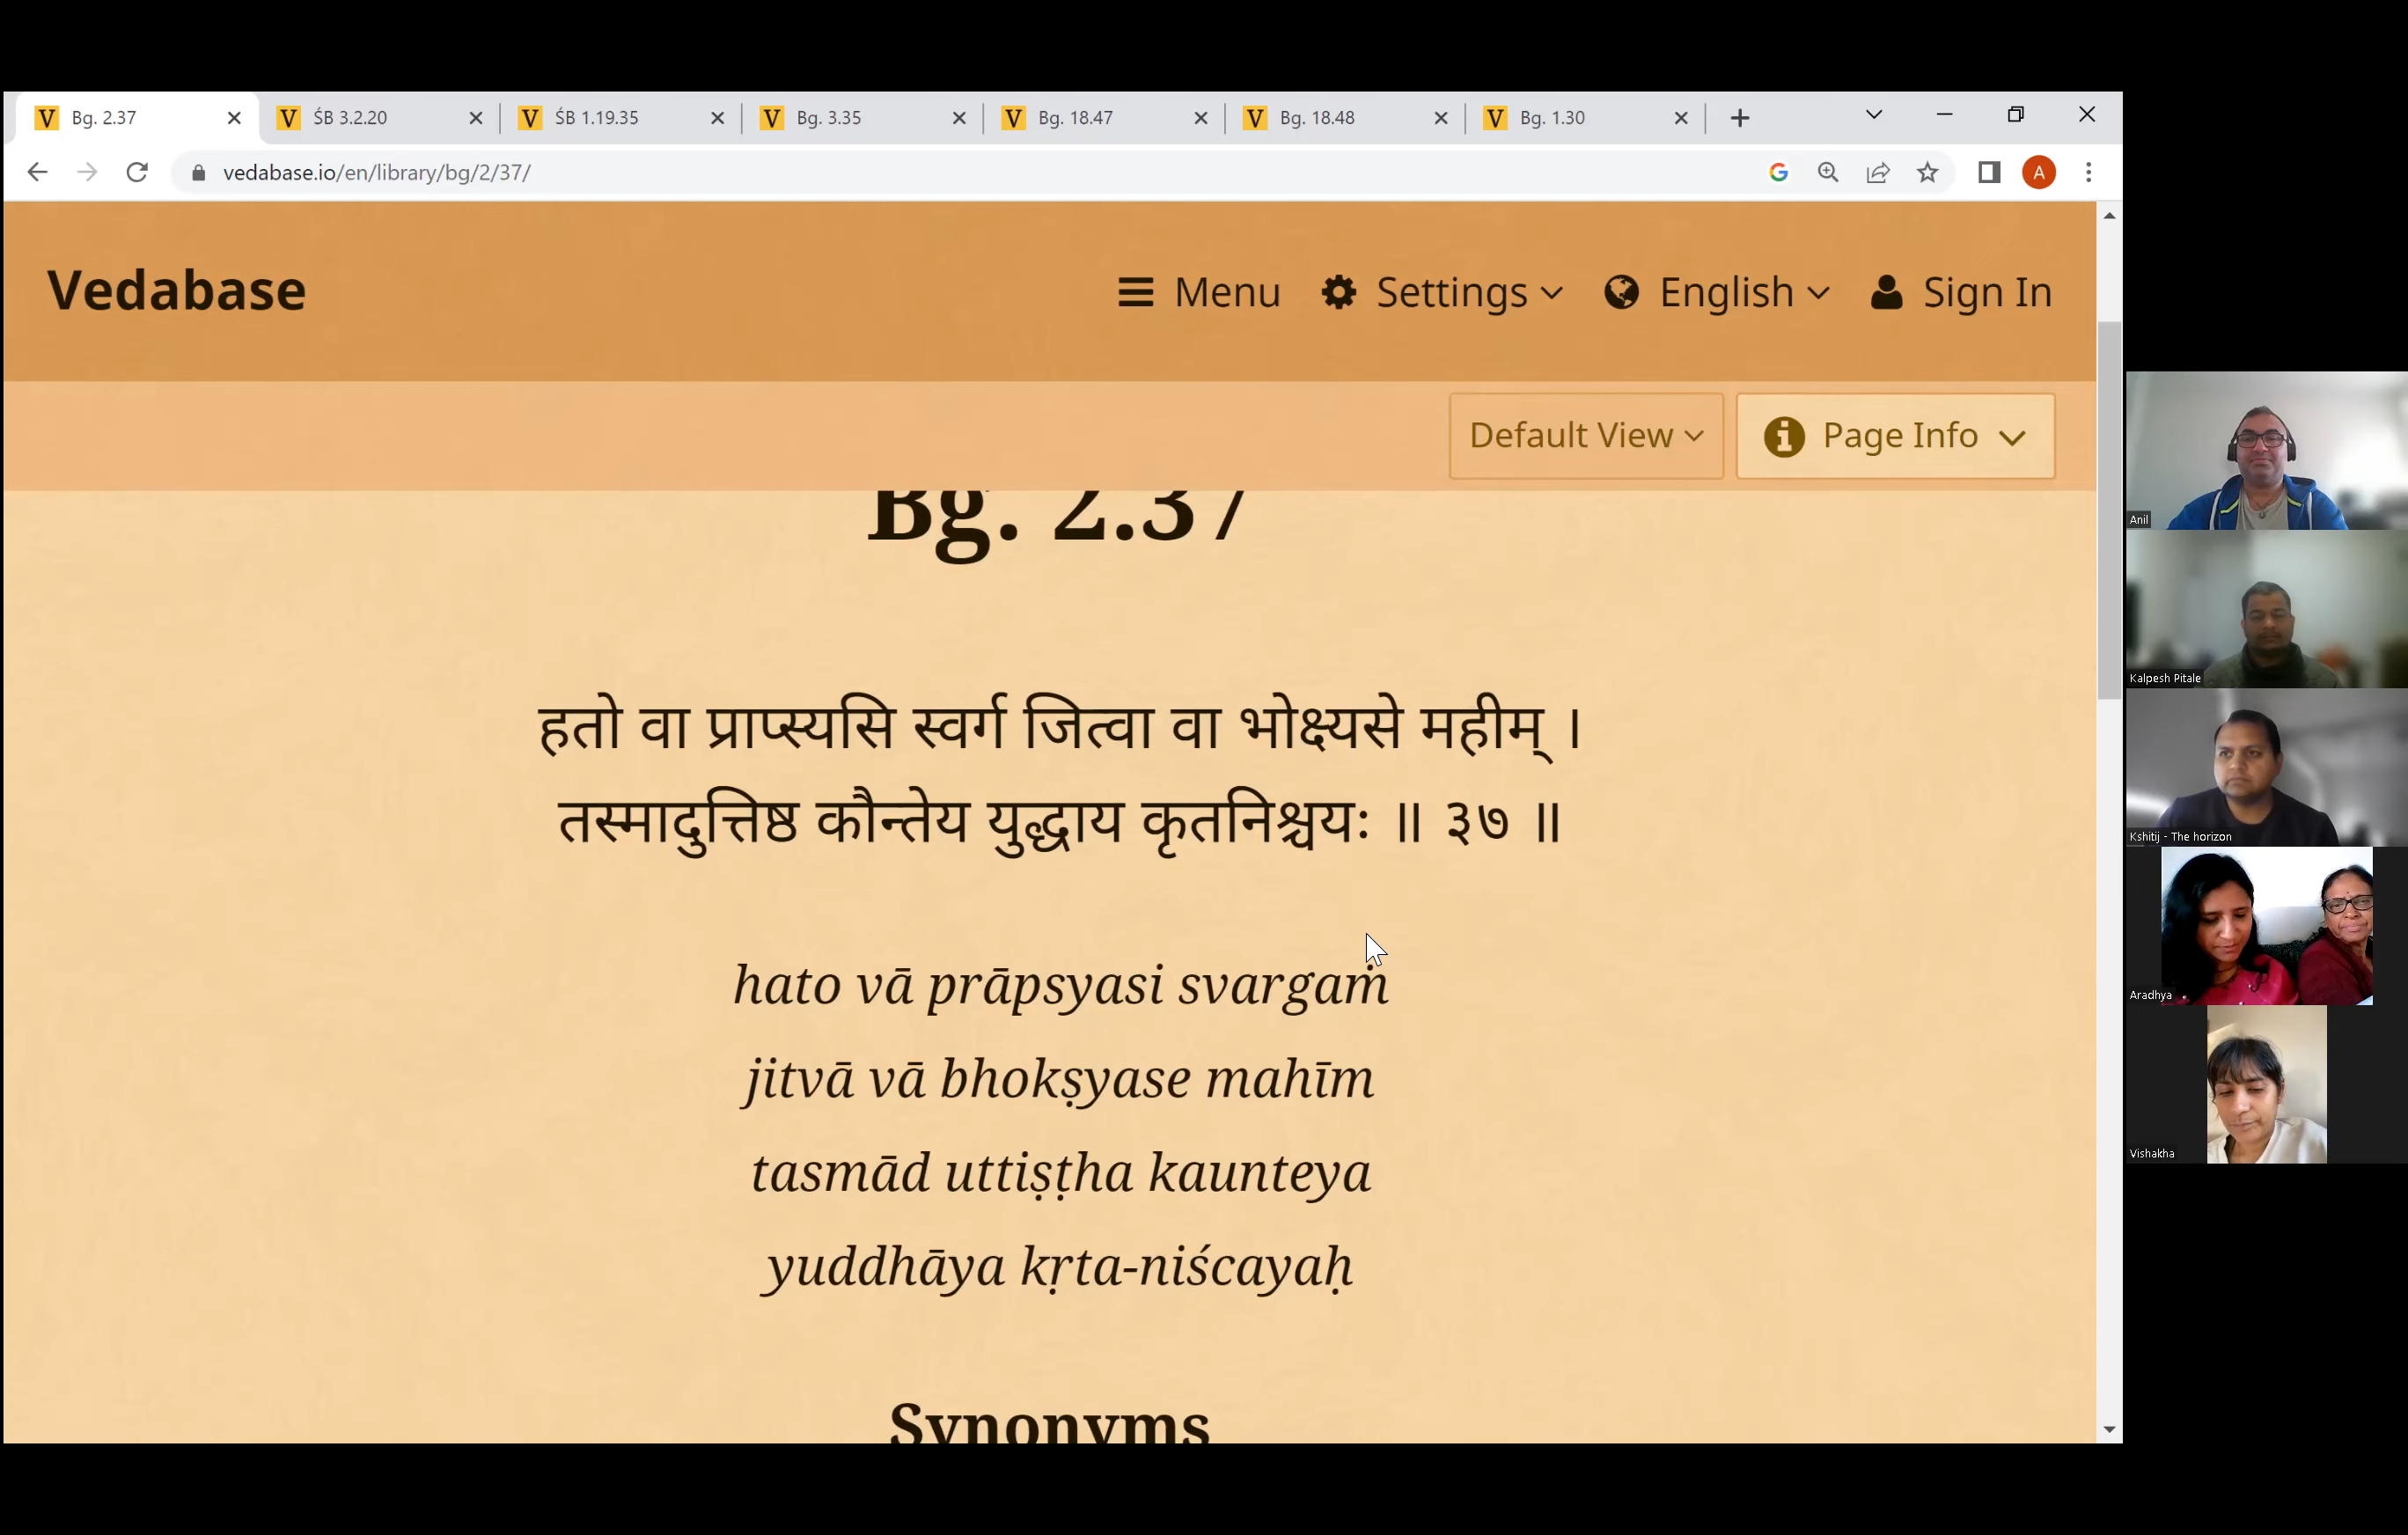 Bg. 2.37
ŚB 3.2.20
ŚB 1.19.35
Bg. 3.35
Bg. 18.47
Bg. 18.48
Bg. 1.30
vedabase.io/en/library/bg/2/37/
A
Vedabase
Menu
Settings
English
Sign In
Default View
Page Info
Bg. 2.37
हतो वा प्राप्स्यसि स्वर्ग जित्वा वा भोक्ष्यसे महीम् ।
तस्मादुत्तिष्ठ कौन्तेय युद्धाय कृतनिश्चयः ॥ ३७ ॥
hato vā prāpsyasi svargaṁ
jitvā vā bhokṣyase mahīm
tasmād uttiṣṭha kaunteya
yuddhāya kṛta-niścayaḥ
Synonyms
Anil
Kalpesh Pitale
Kshitij - The horizon
Aradhya
Vishakha